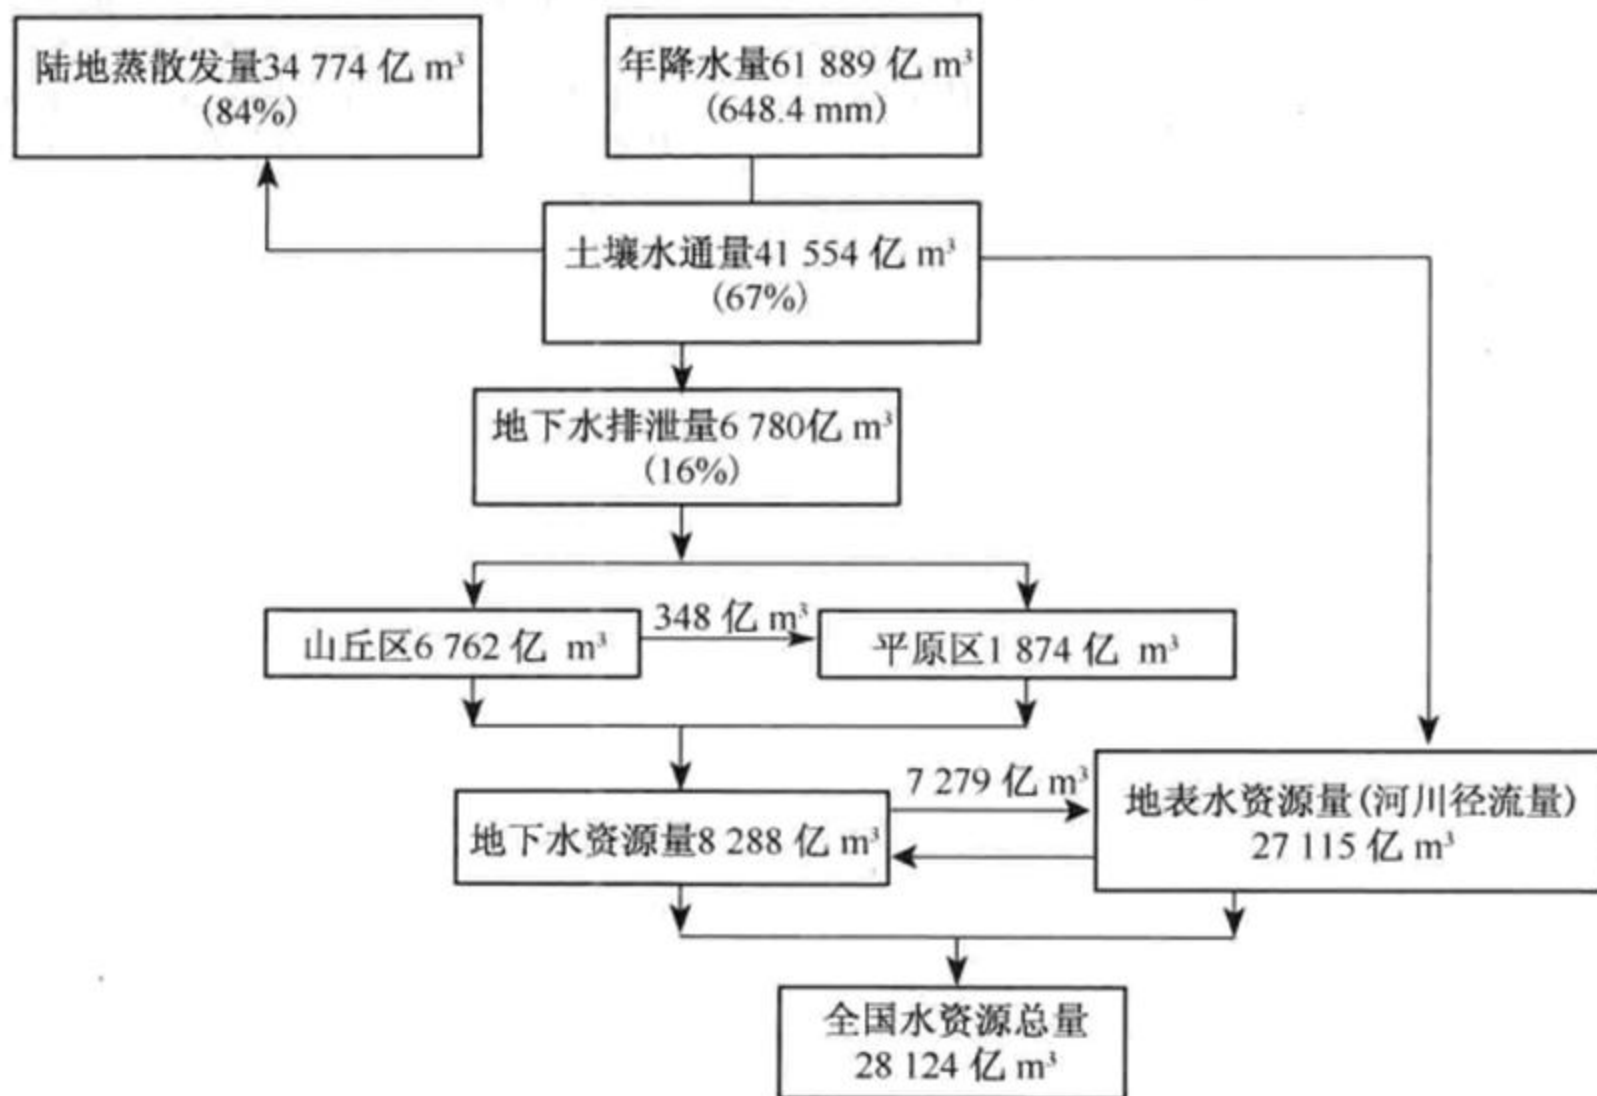 陆地蒸散发量34 774 亿 m³
(84%)
年降水量61 889 亿 m³
(648.4 mm)
土壤水通量41 554 亿 m³
(67%)
地下水排泄量6 780亿 m³
(16%)
山丘区6 762 亿 m³
348 亿 m³
平原区1 874 亿 m³
地下水资源量8 288 亿 m³
7 279 亿 m³
地表水资源量(河川径流量)
27 115 亿 m³
全国水资源总量
28 124 亿 m³